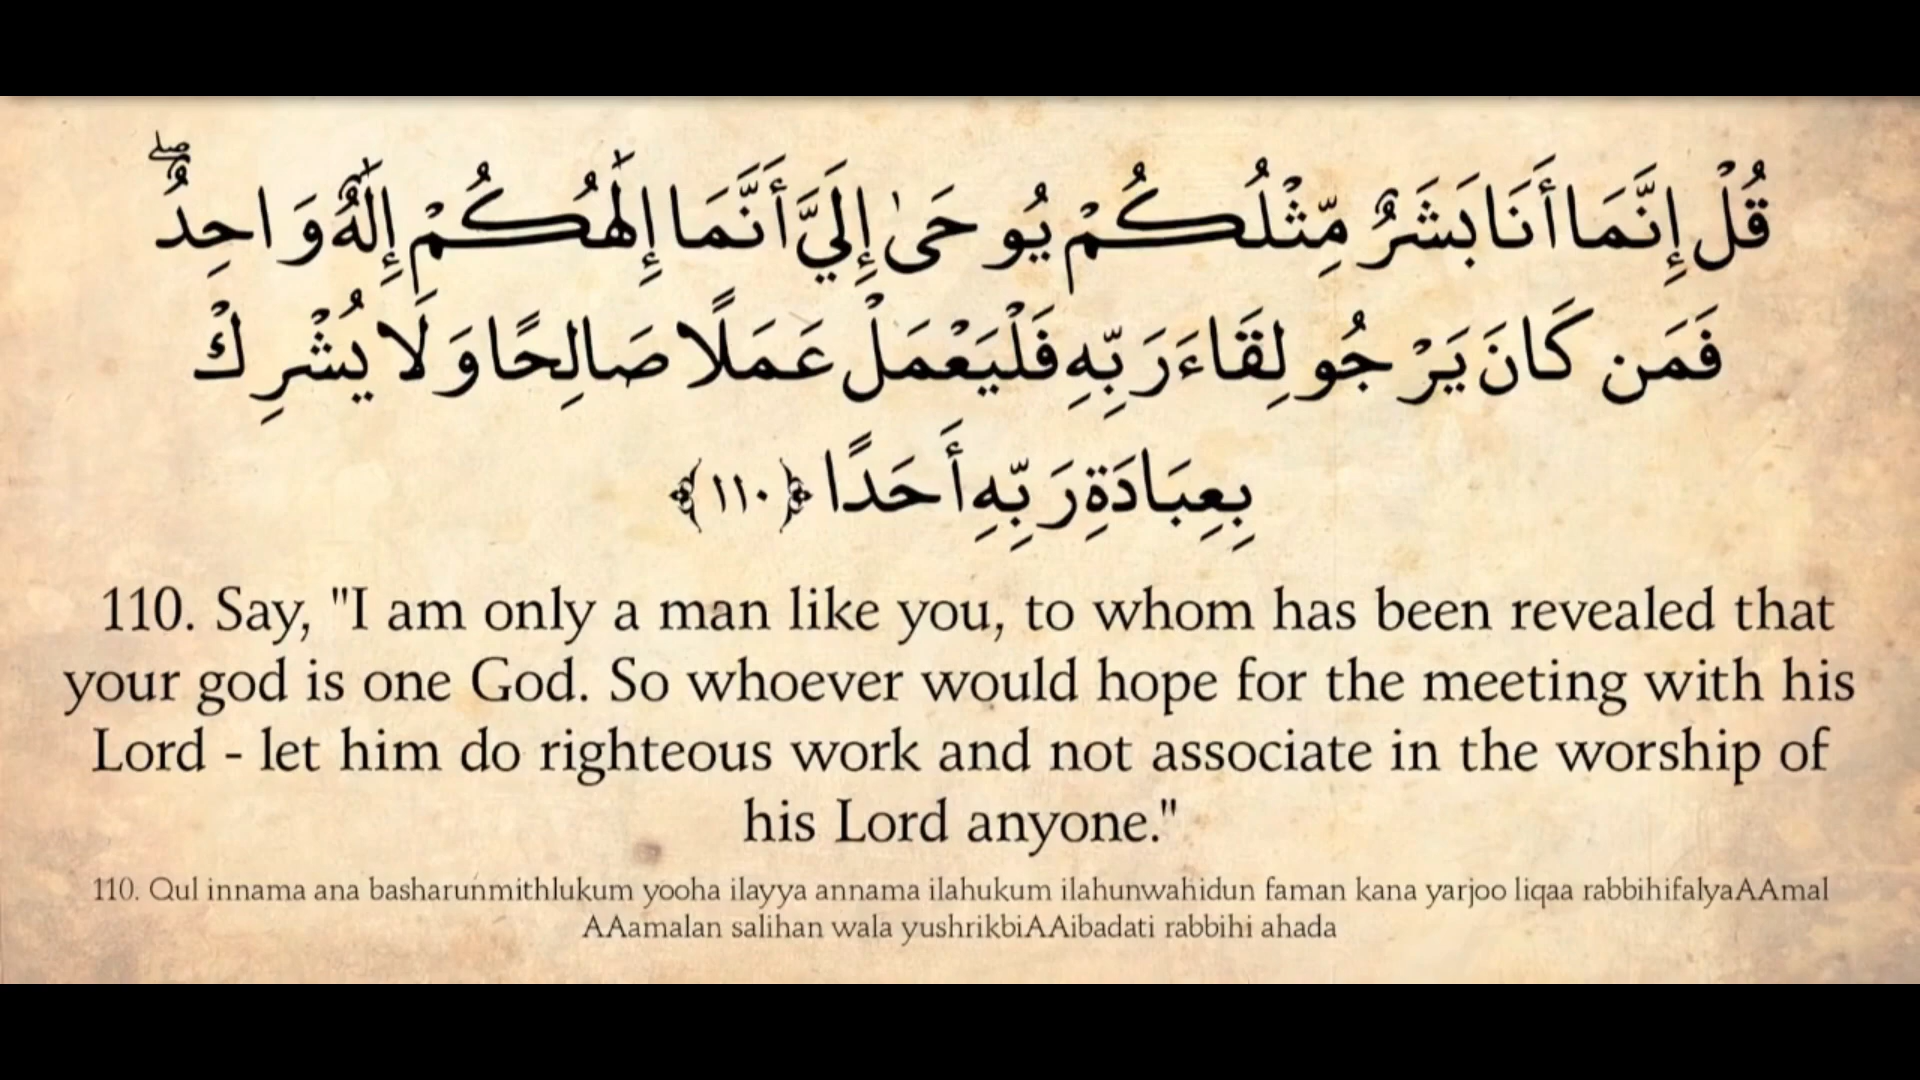 قُلْ إِنَّمَا أَنَا بَشَرٌ مِّثْلُكُمْ يُوحَىٰ إِلَيَّ أَنَّمَا إِلَٰهُكُمْ إِلَٰهٌ وَاحِدٌ ۖ
فَمَن كَانَ يَرْجُو لِقَاءَ رَبِّهِ فَلْيَعْمَلْ عَمَلًا صَالِحًا وَلَا يُشْرِكْ
بِعِبَادَةِ رَبِّهِ أَحَدًا ﴿١١٠﴾
110. Say, "I am only a man like you, to whom has been revealed that
your god is one God. So whoever would hope for the meeting with his
Lord - let him do righteous work and not associate in the worship of
his Lord anyone."
110. Qul innama ana basharunmithlukum yooha ilayya annama ilahukum ilahunwahidun faman kana yarjoo liqaa rabbihifalyaAAmal
AAamalan salihan wala yushrikbiAAibadati rabbihi ahada